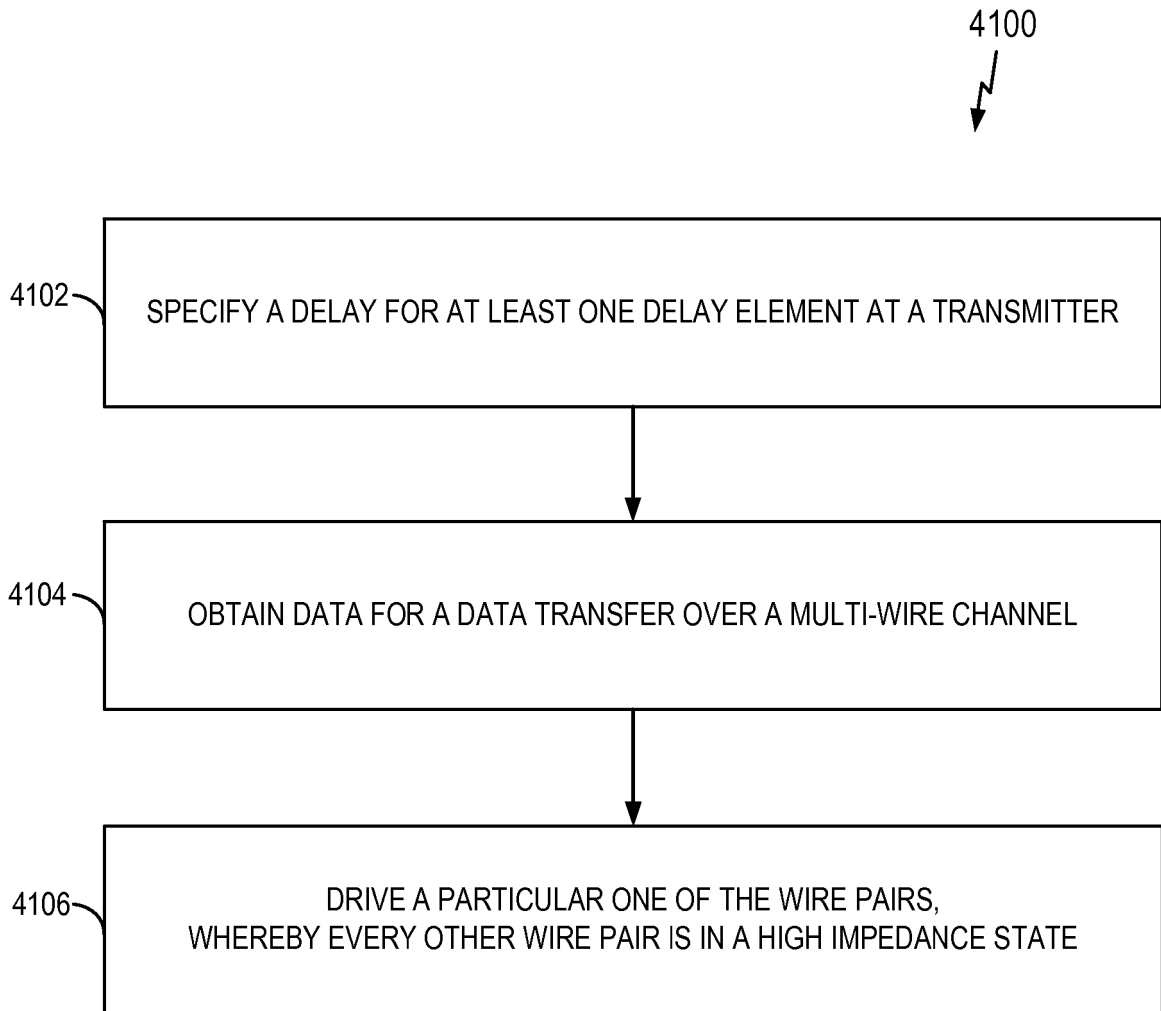 4100
4102
SPECIFY A DELAY FOR AT LEAST ONE DELAY ELEMENT AT A TRANSMITTER
4104
OBTAIN DATA FOR A DATA TRANSFER OVER A MULTI-WIRE CHANNEL
4106
DRIVE A PARTICULAR ONE OF THE WIRE PAIRS,
WHEREBY EVERY OTHER WIRE PAIR IS IN A HIGH IMPEDANCE STATE